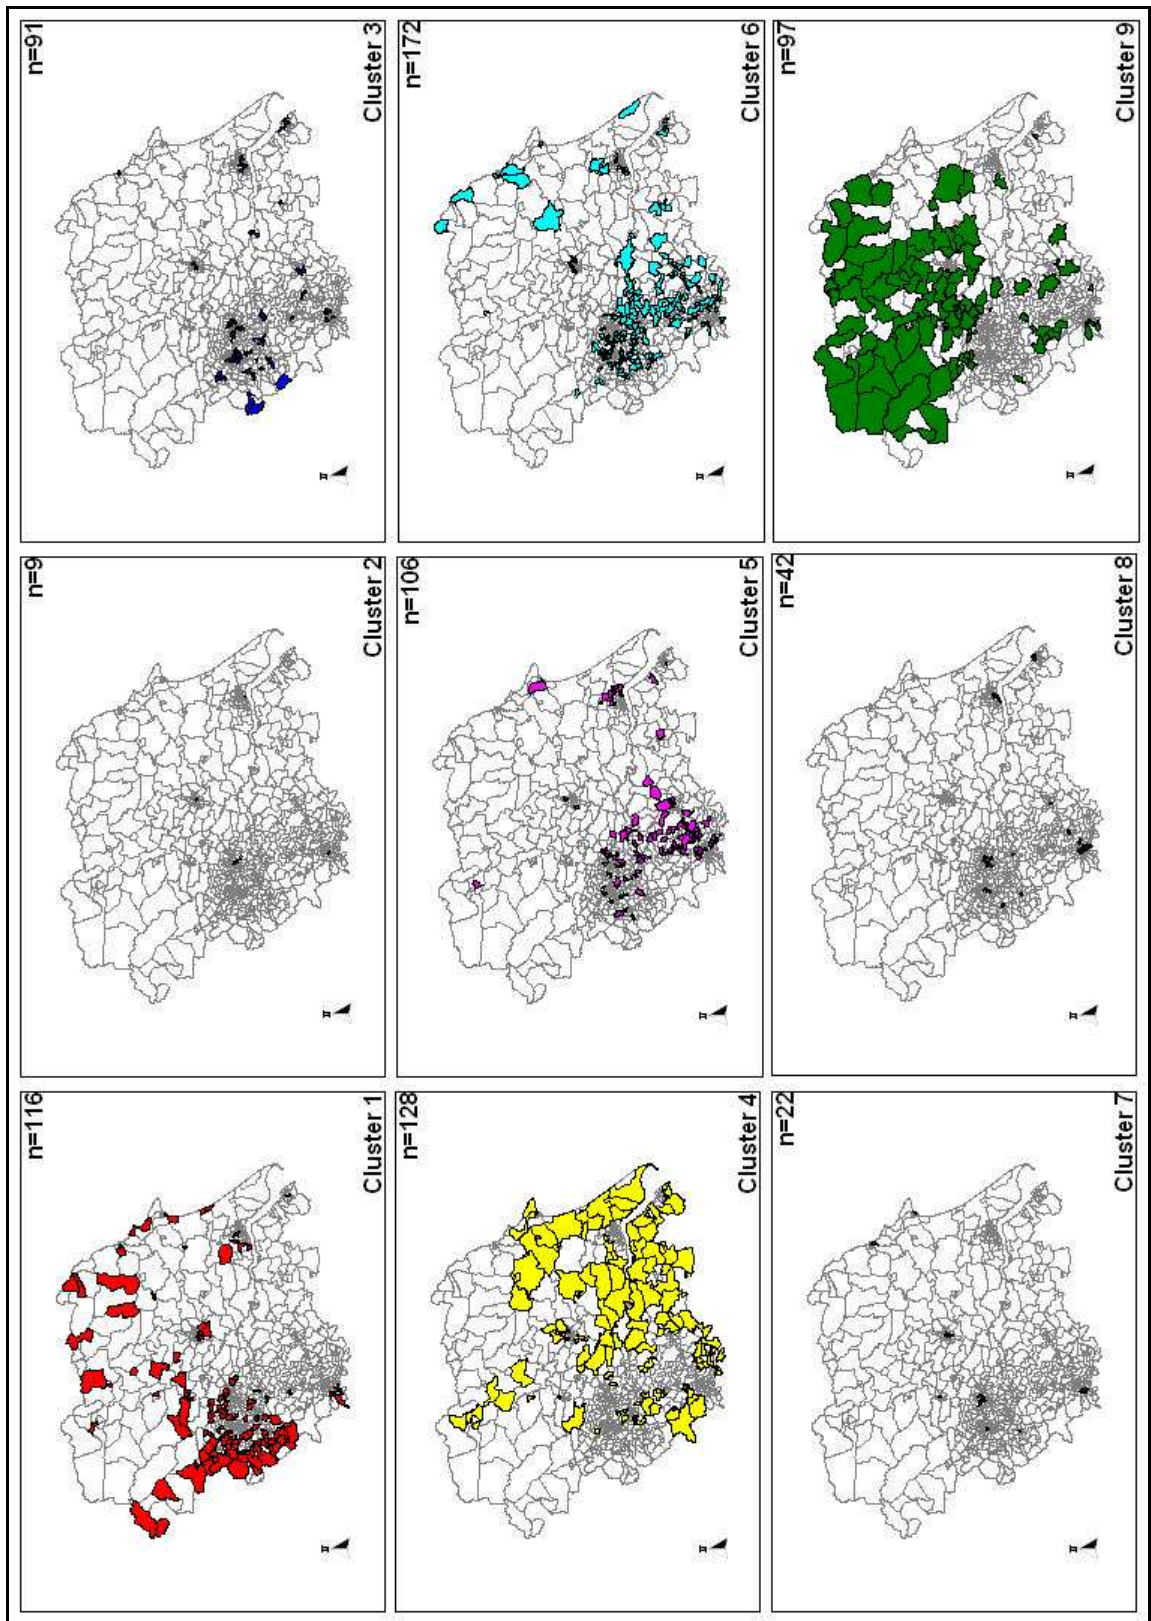 n=116
Cluster 1
n=9
Cluster 2
n=91
Cluster 3
n=128
Cluster 4
n=106
Cluster 5
n=172
Cluster 6
n=22
Cluster 7
n=42
Cluster 8
n=97
Cluster 9